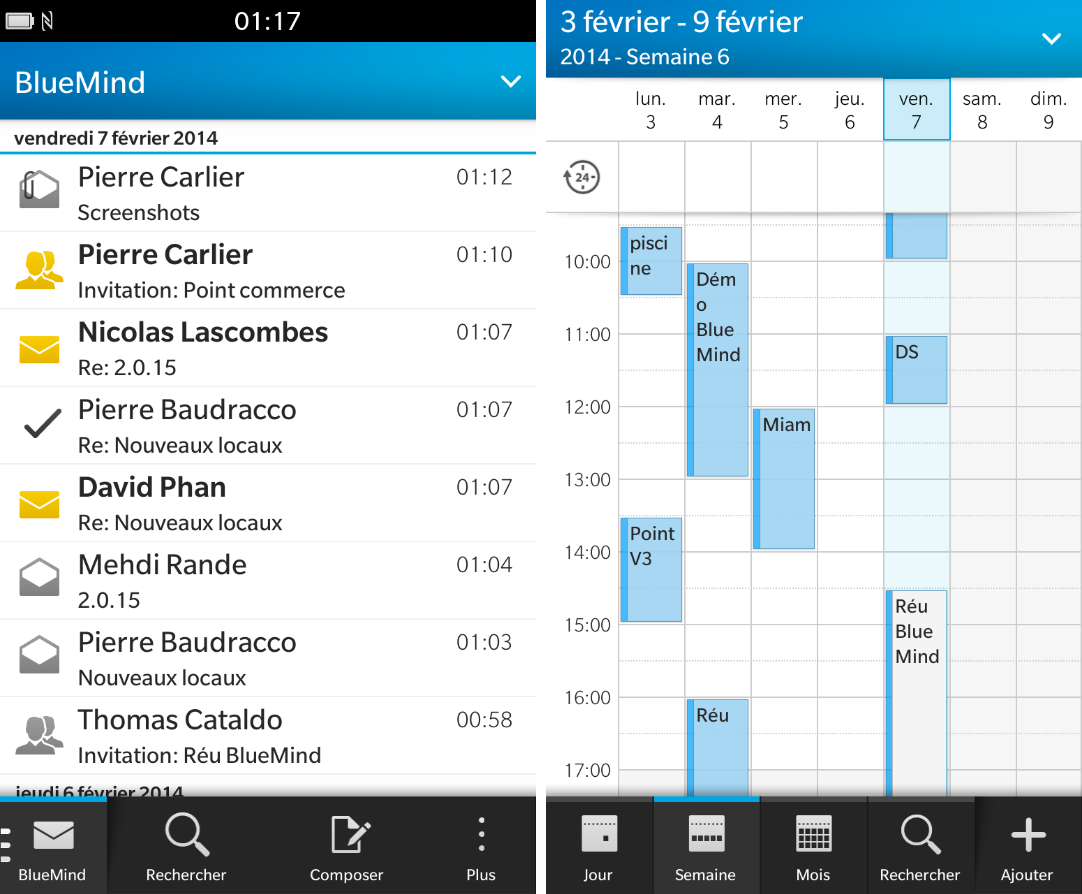 01:17
BlueMind
vendredi 7 février 2014
Pierre Carlier 01:12
Screenshots
Pierre Carlier 01:10
Invitation: Point commerce
Nicolas Lascombes 01:07
Re: 2.0.15
Pierre Baudracco 01:07
Re: Nouveaux locaux
David Phan 01:07
Re: Nouveaux locaux
Mehdi Rande 01:04
2.0.15
Pierre Baudracco 01:03
Nouveaux locaux
Thomas Cataldo 00:58
Invitation: Réu BlueMind
jeudi 6 février 2014
BlueMind Rechercher Composer Plus
3 février - 9 février
2014 - Semaine 6
lun. mar. mer. jeu. ven. sam. dim.
3 4 5 6 7 8 9
24
10:00
11:00
12:00
13:00
14:00
15:00
16:00
17:00
pisci
ne
Point
V3
Dém
o
Blue
Mind
Réu
Miam
DS
Réu
Blue
Mind
Jour Semaine Mois Rechercher Ajouter